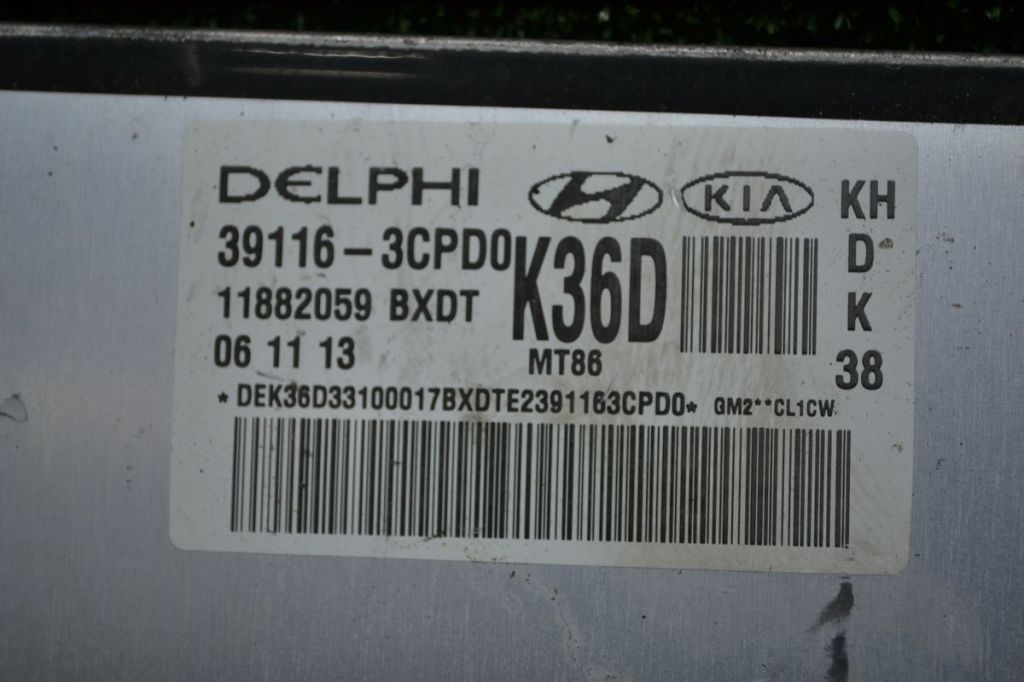 DELPHI KIA KH
39116-3CPD0 K36D D
11882059 BXDT K
06 11 13 MT86 38
*DEK36D33100017BXDTE2391163CPD0* GM2**CL1CW